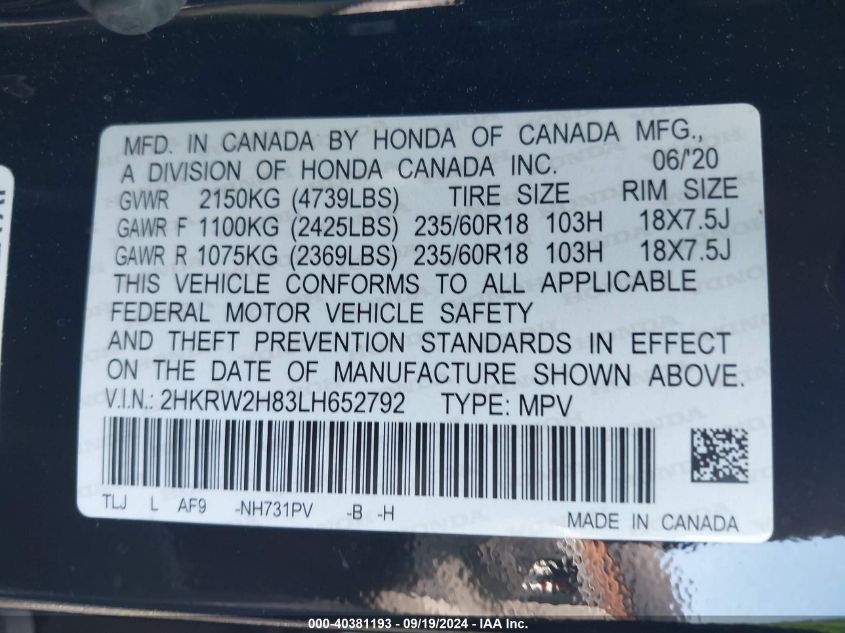 MFD. IN CANADA BY HONDA OF CANADA MFG.,
A DIVISION OF HONDA CANADA INC. 06/'20
GVWR 2150KG (4739LBS) TIRE SIZE RIM SIZE
GAWR F 1100KG (2425LBS) 235/60R18 103H 18X7.5J
GAWR R 1075KG (2369LBS) 235/60R18 103H 18X7.5J
THIS VEHICLE CONFORMS TO ALL APPLICABLE
FEDERAL MOTOR VEHICLE SAFETY
AND THEFT PREVENTION STANDARDS IN EFFECT
ON THE DATE OF MANUFACTURE SHOWN ABOVE.
V.I.N.: 2HKRW2H83LH652792 TYPE: MPV
TLJ L AF9 -NH731PV -B -H
MADE IN CANADA
000-40381193 - 09/19/2024 - IAA Inc.